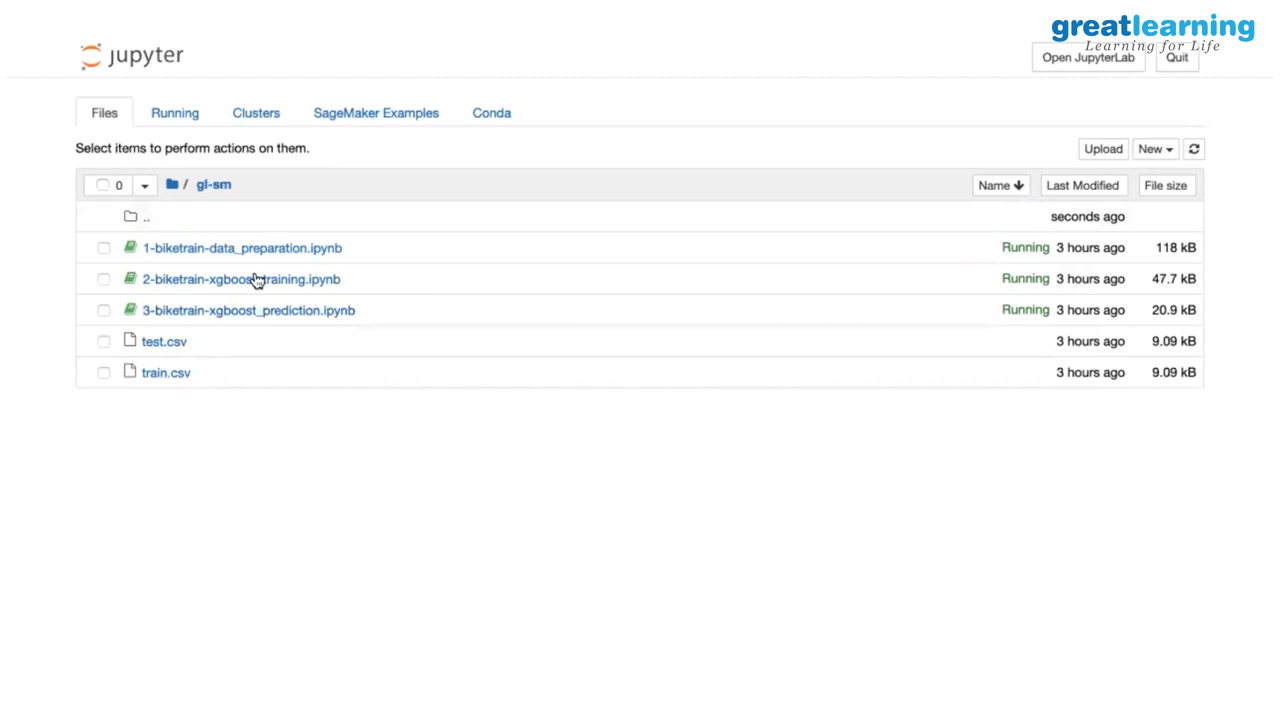 greatlearning
Learning for Life
jupyter
Open JupyterLab Quit
Files Running Clusters SageMaker Examples Conda
Select items to perform actions on them.
Upload New
0 / gl-sm Name Last Modified File size
.. seconds ago
1-biketrain-data_preparation.ipynb Running 3 hours ago 118 kB
2-biketrain-xgboost_training.ipynb Running 3 hours ago 47.7 kB
3-biketrain-xgboost_prediction.ipynb Running 3 hours ago 20.9 kB
test.csv 3 hours ago 9.09 kB
train.csv 3 hours ago 9.09 kB